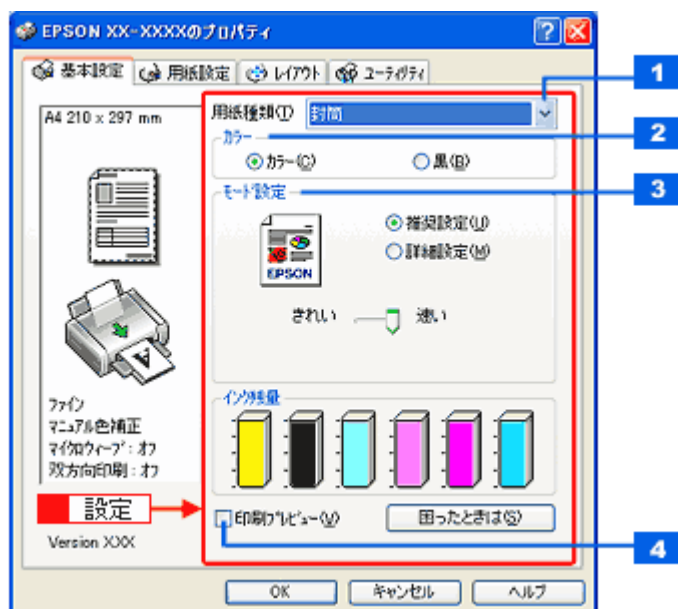 EPSON XX-XXXXのプロパティ
基本設定 用紙設定 レイアウト ユーティリティ
A4 210 x 297 mm
用紙種類(T) 封筒
1
カラー
2
カラー(C) 黒(B)
モード設定
3
推奨設定(U)
詳細設定(M)
EPSON
きれい 速い
インク残量
ファイン
マニュアル色補正
マイクロウィーブ：オフ
双方向印刷：オフ
設定
印刷プレビュー(V) 困ったときは(S)
Version XXX
4
OK キャンセル ヘルプ